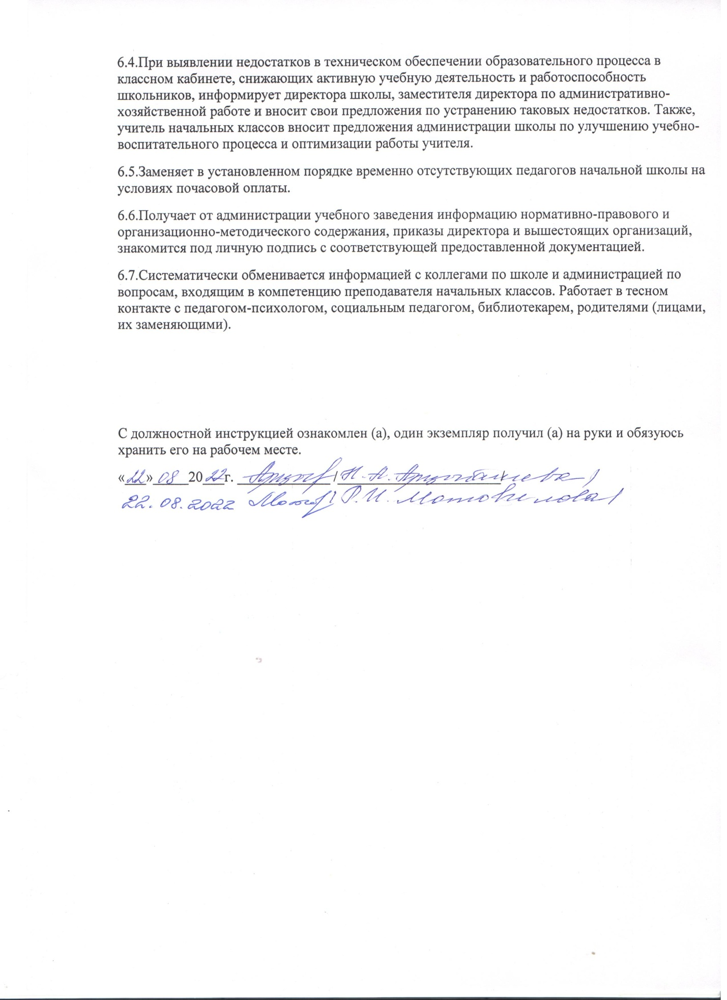 6.4.При выявлении недостатков в техническом обеспечении образовательного процесса в
классном кабинете, снижающих активную учебную деятельность и работоспособность
школьников, информирует директора школы, заместителя директора по административно-
хозяйственной работе и вносит свои предложения по устранению таковых недостатков. Также,
учитель начальных классов вносит предложения администрации школы по улучшению учебно-
воспитательного процесса и оптимизации работы учителя.
6.5.Заменяет в установленном порядке временно отсутствующих педагогов начальной школы на
условиях почасовой оплаты.
6.6.Получает от администрации учебного заведения информацию нормативно-правового и
организационно-методического содержания, приказы директора и вышестоящих организаций,
знакомится под личную подпись с соответствующей предоставленной документацией.
6.7.Систематически обменивается информацией с коллегами по школе и администрацией по
вопросам, входящим в компетенцию преподавателя начальных классов. Работает в тесном
контакте с педагогом-психологом, социальным педагогом, библиотекарем, родителями (лицами,
их заменяющими).
С должностной инструкцией ознакомлен (а), один экземпляр получил (а) на руки и обязуюсь
хранить его на рабочем месте.
«22» 08 2022г. / Н.А. Арцыбашева /
22.08.2022 / Р.И. Мотовилова /